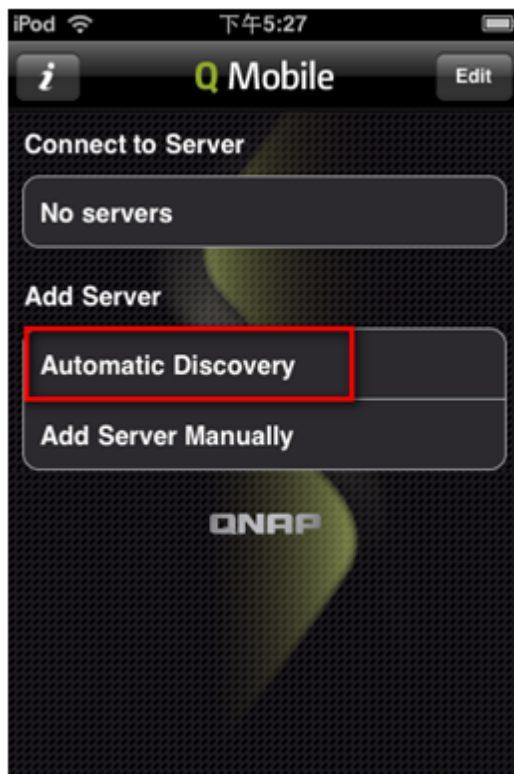 iPod 下午5:27
i Q Mobile Edit
Connect to Server
No servers
Add Server
Automatic Discovery
Add Server Manually
QNAP